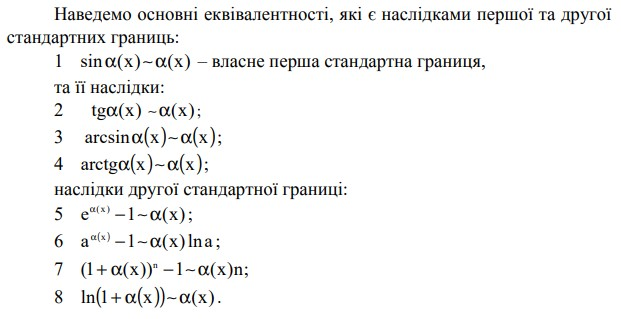 Наведемо основні еквівалентності, які є наслідками першої та другої
стандартних границь:
1 sin α(x)~α(x) – власне перша стандартна границя,
та її наслідки:
2 tgα(x) ~α(x);
3 arcsin α(x)~α(x);
4 arctgα(x)~α(x);
наслідки другої стандартної границі:
5 e^α(x) −1~α(x);
6 a^α(x) −1~α(x)ln a;
7 (1+α(x))^n −1~α(x)n;
8 ln(1+α(x))~α(x).